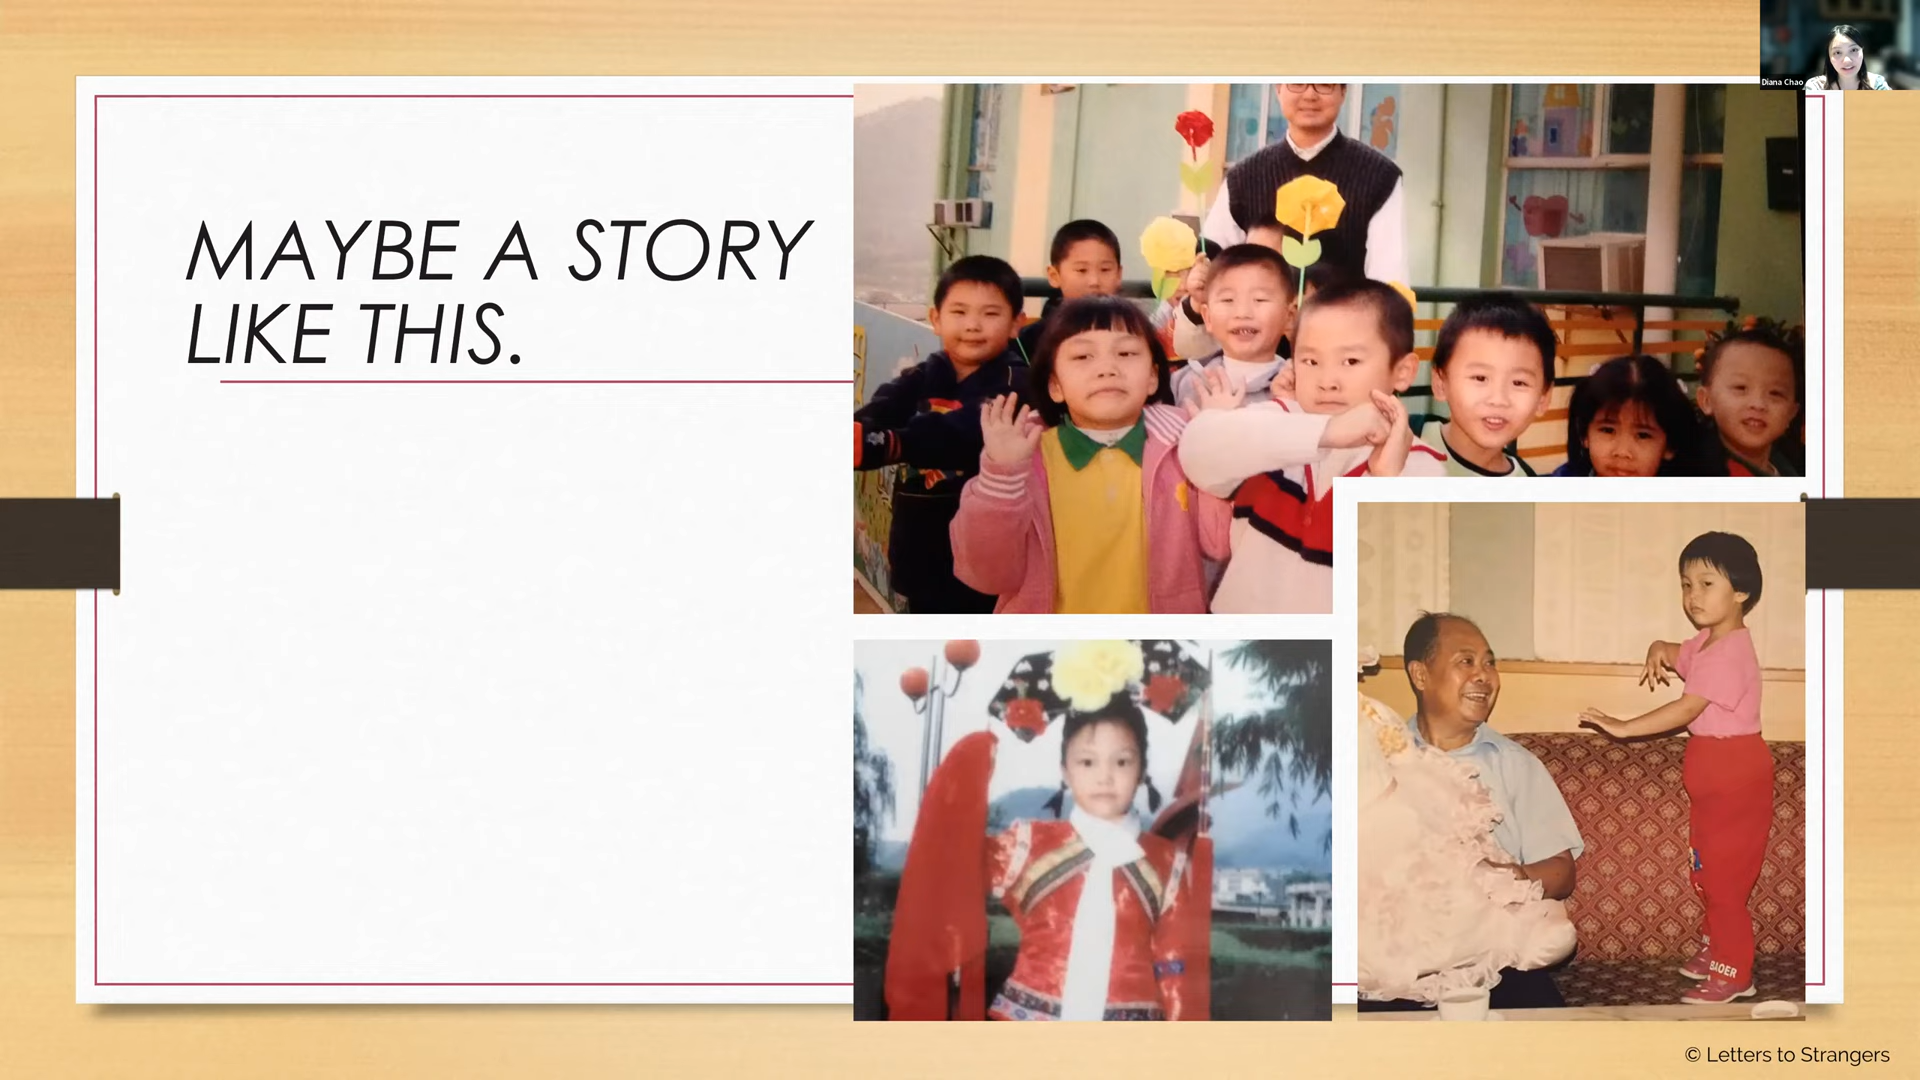 Diana Chao
MAYBE A STORY
LIKE THIS.
BAOER
© Letters to Strangers